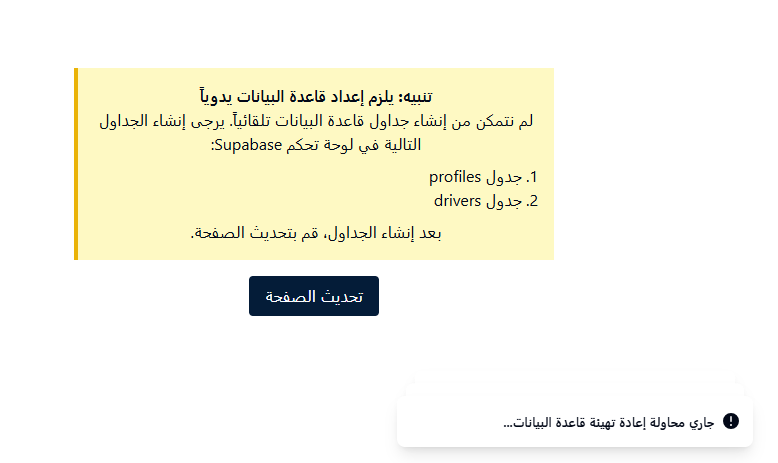 تنبيه: يلزم إعداد قاعدة البيانات يدوياً
لم نتمكن من إنشاء جداول قاعدة البيانات تلقائياً. يرجى إنشاء الجداول
التالية في لوحة تحكم Supabase:
1. جدول profiles
2. جدول drivers
بعد إنشاء الجداول، قم بتحديث الصفحة.
تحديث الصفحة
جاري محاولة إعادة تهيئة قاعدة البيانات...